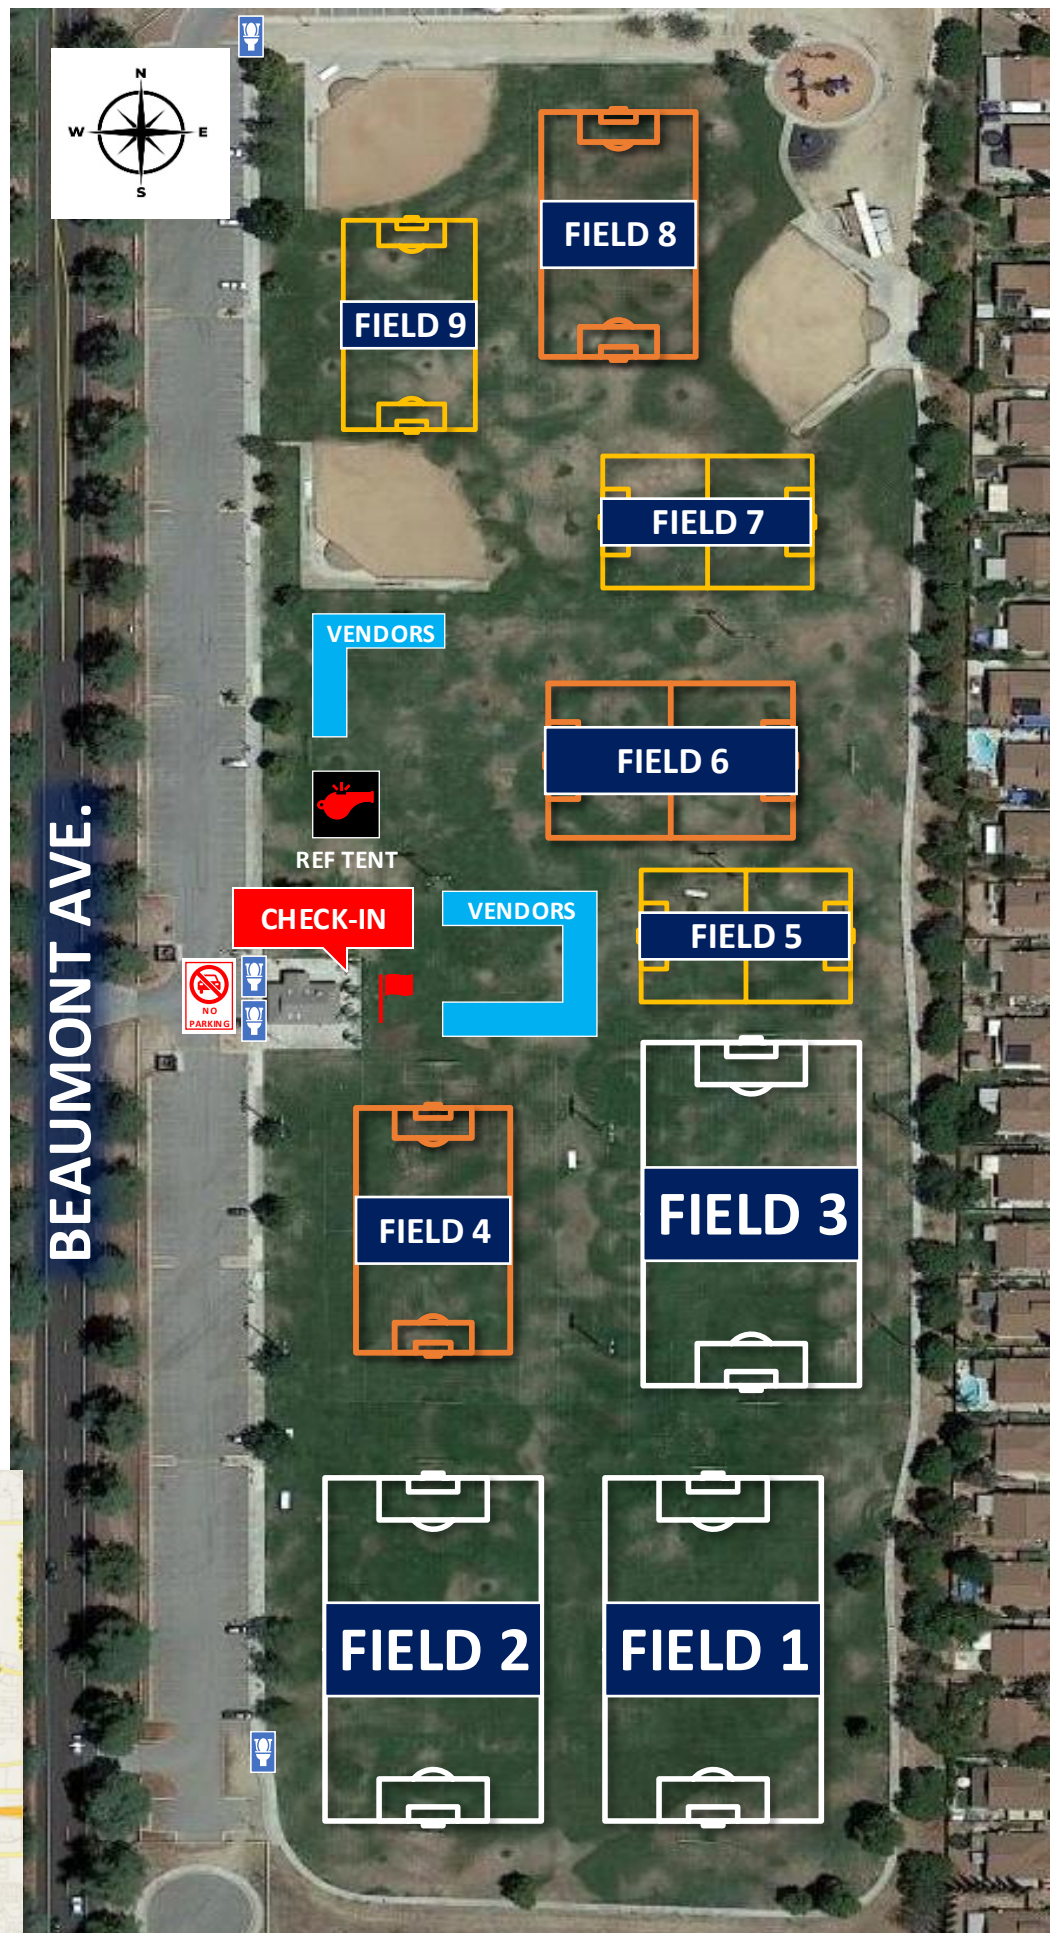 N
W E
S
FIELD 8
FIELD 9
FIELD 7
VENDORS
FIELD 6
REF TENT
CHECK-IN
VENDORS
FIELD 5
NO
PARKING
BEAUMONT AVE.
FIELD 3
FIELD 4
FIELD 2
FIELD 1